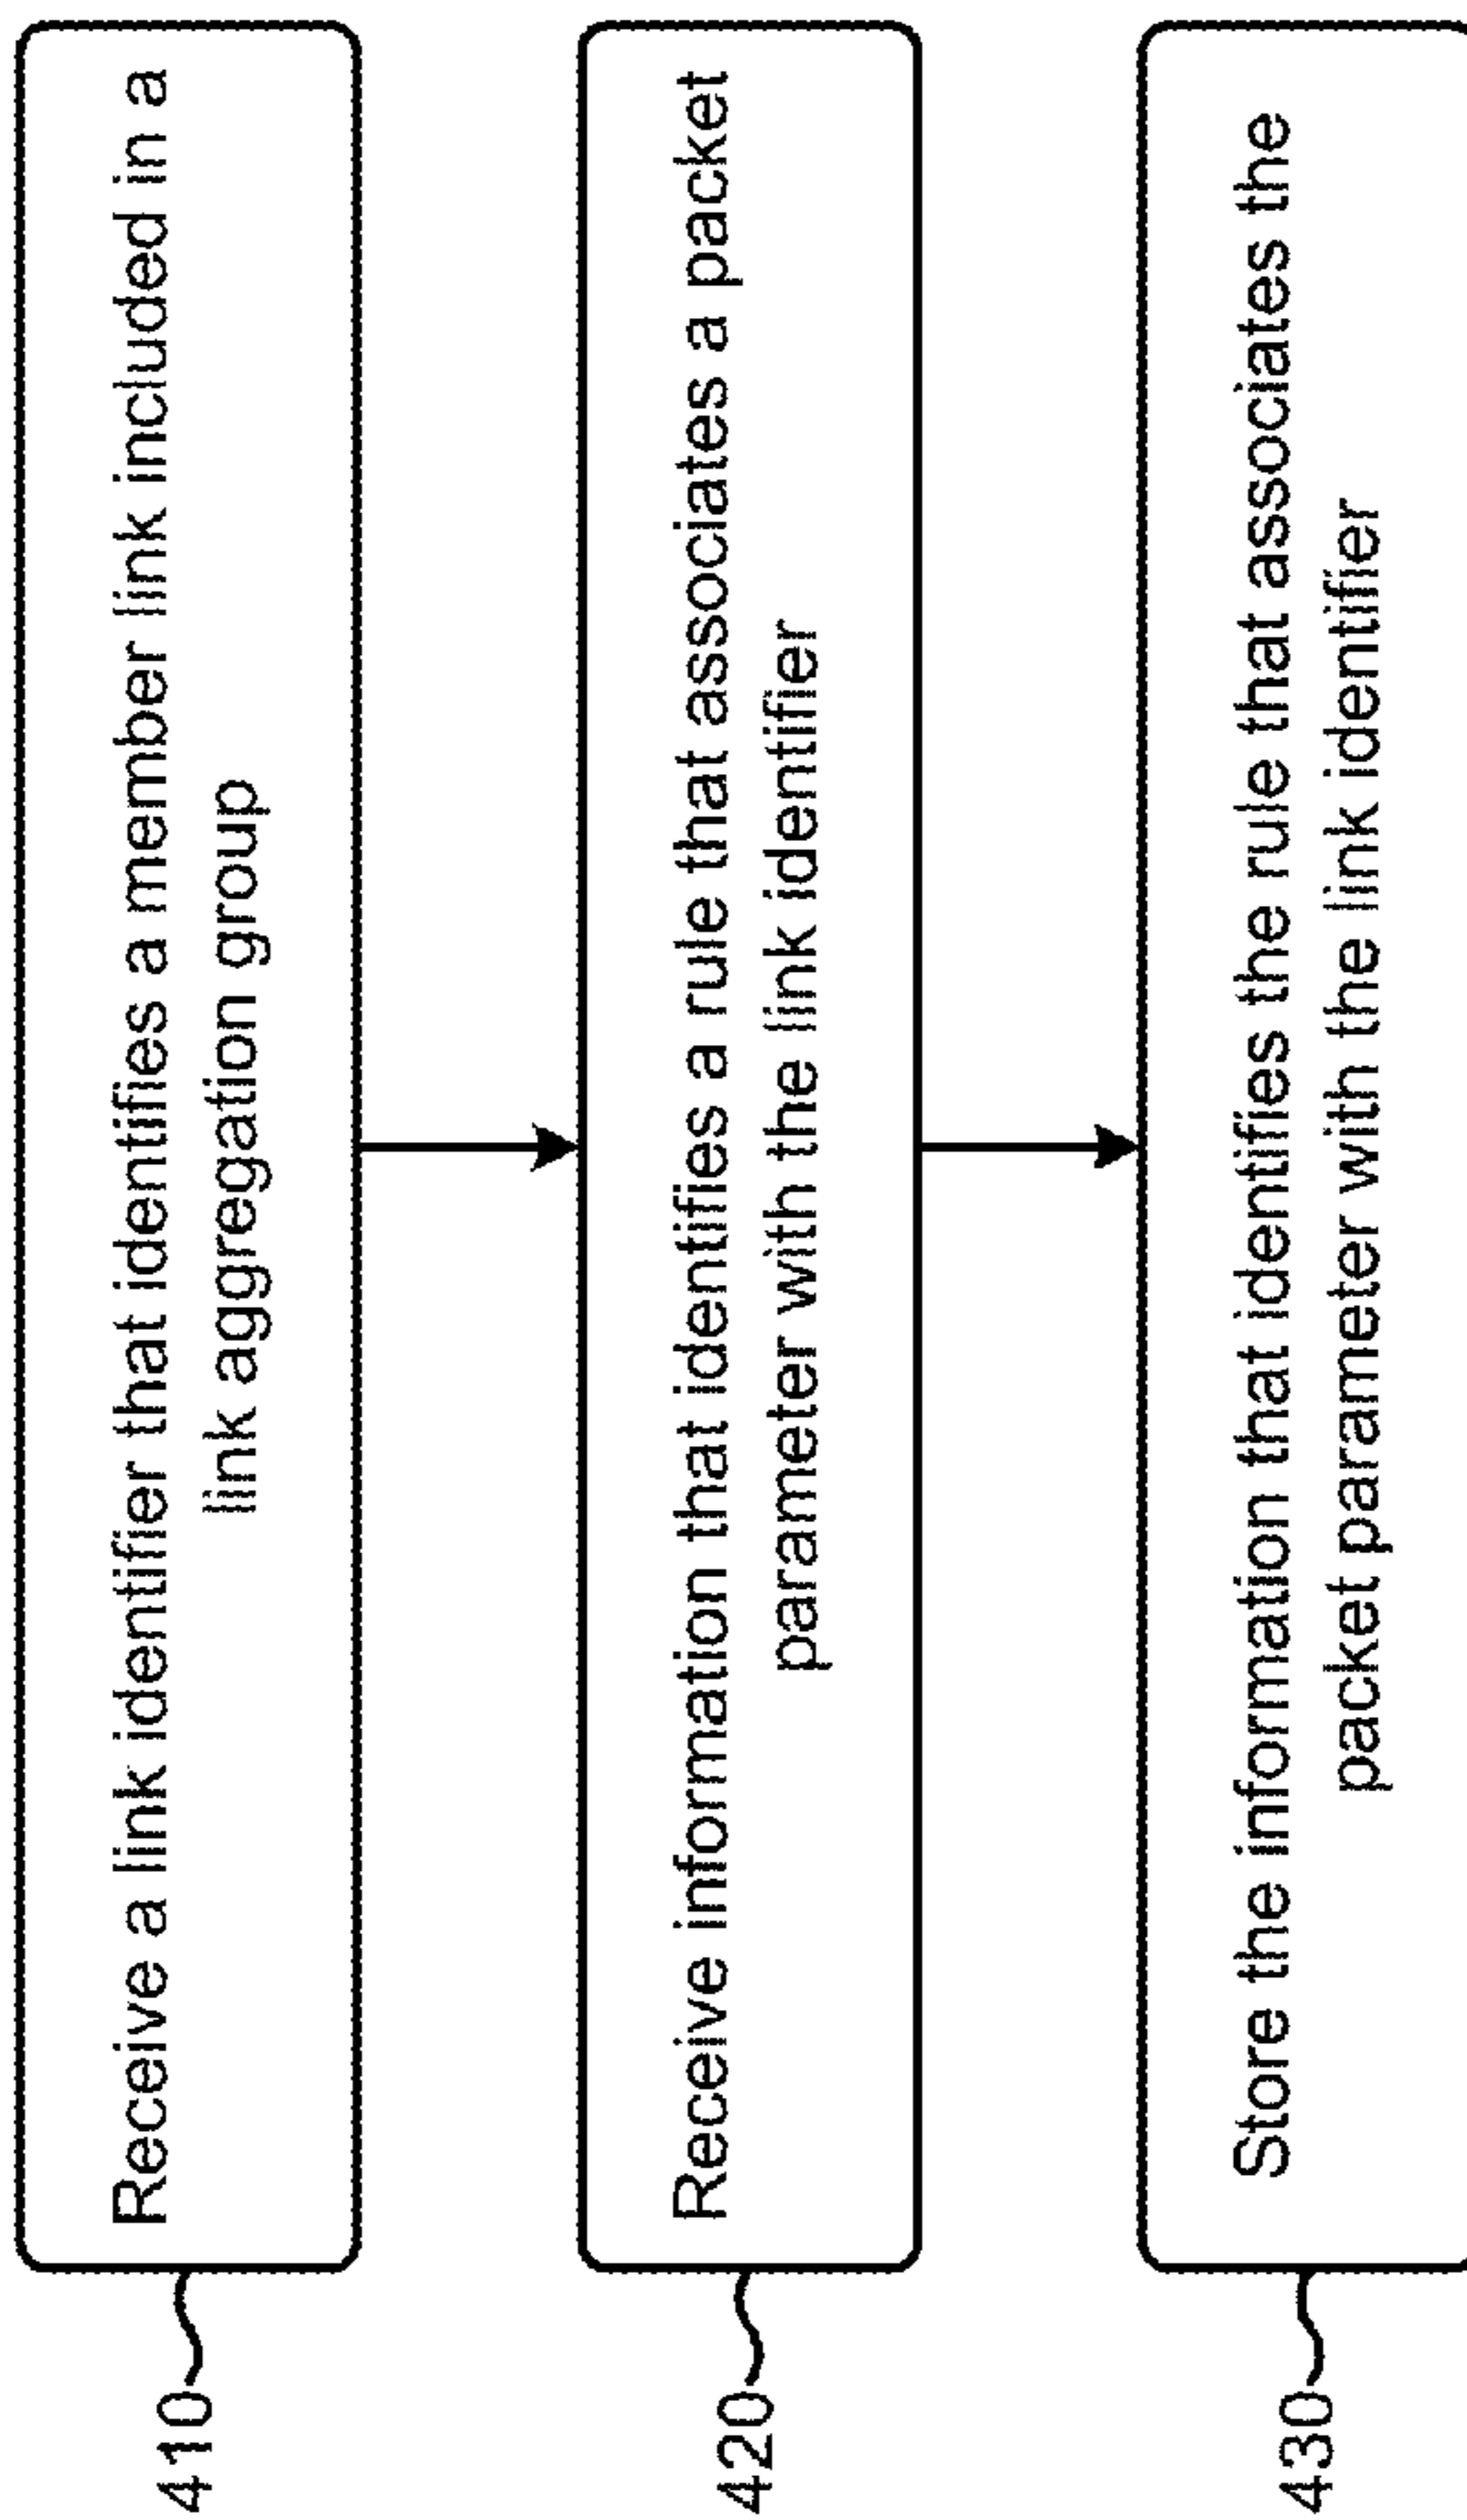 410
Receive a link identifier that identifies a member link included in a
link aggregation group
420
Receive information that identifies a rule that associates a packet
parameter with the link identifier
430
Store the information that identifies the rule that associates the
packet parameter with the link identifier